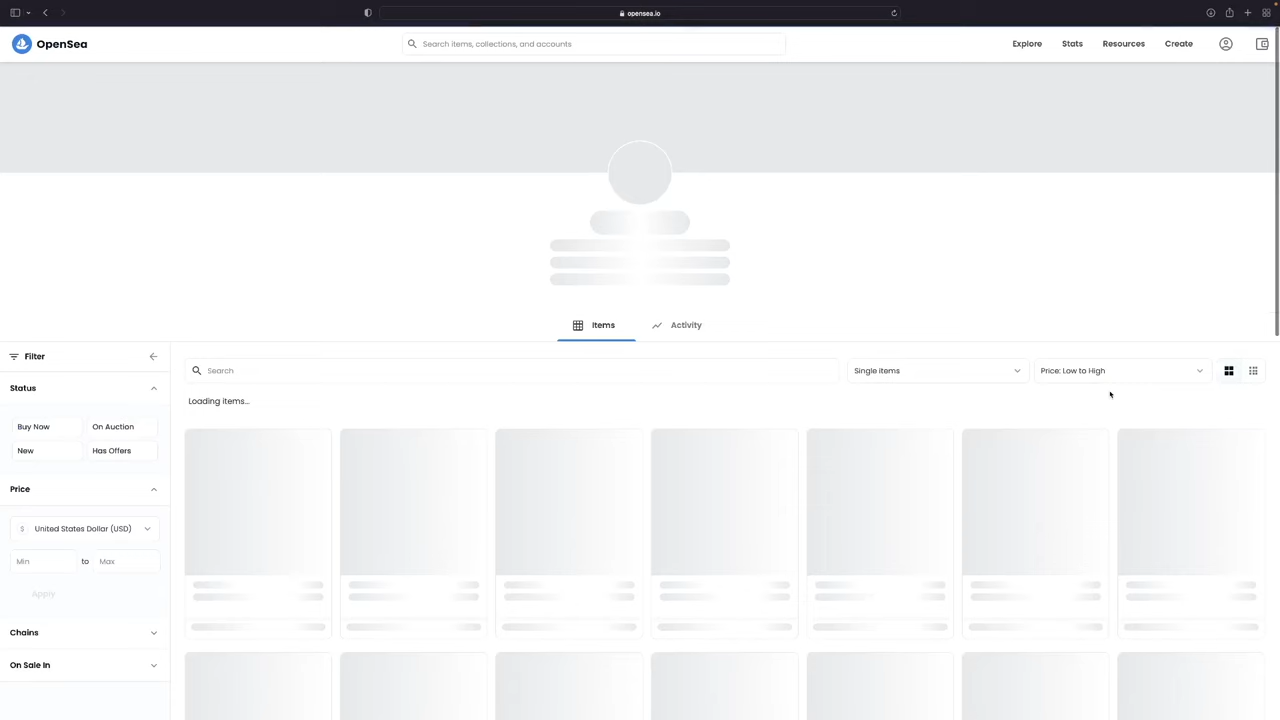 opensea.io
OpenSea
Search items, collections, and accounts
Explore
Stats
Resources
Create
Items
Activity
Filter
Search
Single items
Price: Low to High
Status
Loading items...
Buy Now
On Auction
New
Has Offers
Price
$ United States Dollar (USD)
Min to Max
Apply
Chains
On Sale In